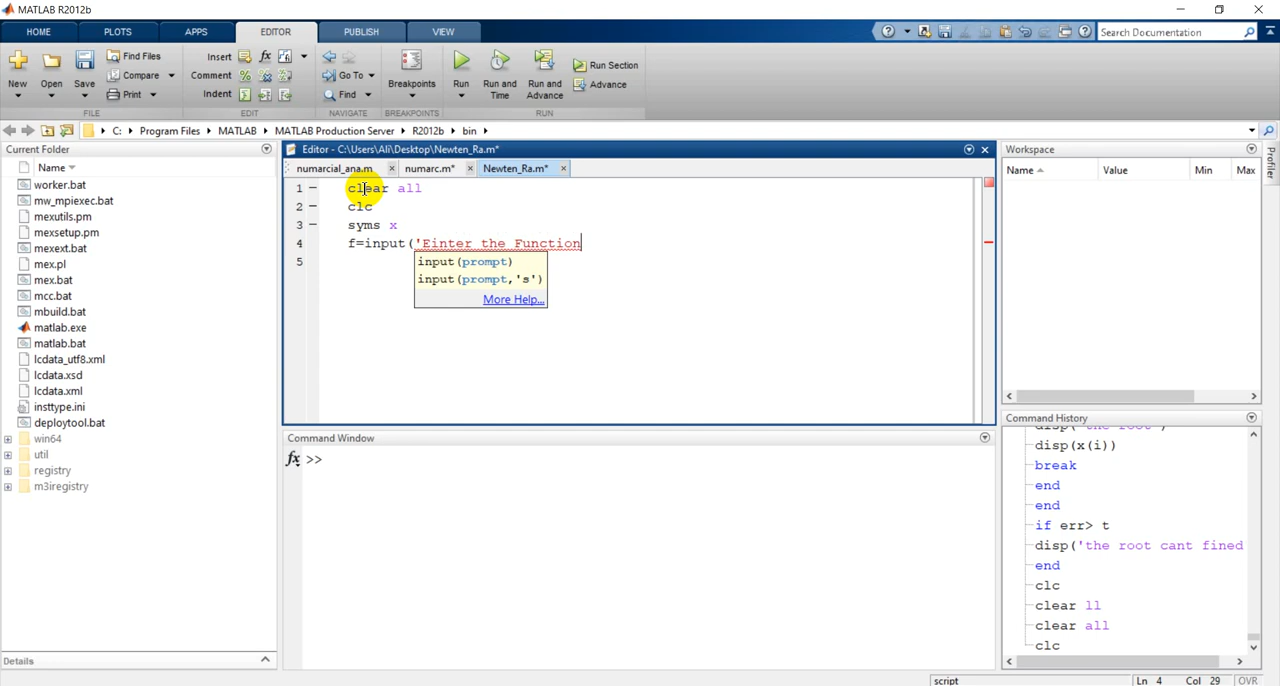 MATLAB R2012b
HOME PLOTS APPS EDITOR PUBLISH VIEW
Search Documentation
New Open Save Find Files Compare Print
Insert Comment Indent fx
Go To Find
Breakpoints Run Run and Time Run and Advance Run Section Advance
FILE EDIT NAVIGATE BREAKPOINTS RUN
C: Program Files MATLAB MATLAB Production Server R2012b bin
Current Folder
Name
worker.bat
mw_mpiexec.bat
mexutils.pm
mexsetup.pm
mexext.bat
mex.pl
mex.bat
mcc.bat
mbuild.bat
matlab.exe
matlab.bat
lcdata_utf8.xml
lcdata.xsd
lcdata.xml
insttype.ini
deploytool.bat
win64
util
registry
m3iregistry
Details
Editor - C:\Users\Ali\Desktop\Newten_Ra.m*
numarcial_ana.m numarc.m* Newten_Ra.m*
1 clear all
2 clc
3 syms x
4 f=input('Einter the Function
5
input(prompt)
input(prompt,'s')
More Help...
Command Window
fx >>
Workspace
Name Value Min Max
Profiler
Command History
disp(x(i))
break
end
end
if err> t
disp('the root cant fined
end
clc
clear ll
clear all
clc
script Ln 4 Col 29 OVR